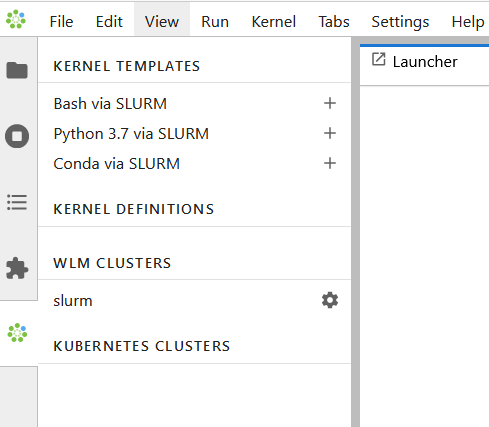 File Edit View Run Kernel Tabs Settings Help
KERNEL TEMPLATES
Launcher
Bash via SLURM
Python 3.7 via SLURM
Conda via SLURM
KERNEL DEFINITIONS
WLM CLUSTERS
slurm
KUBERNETES CLUSTERS